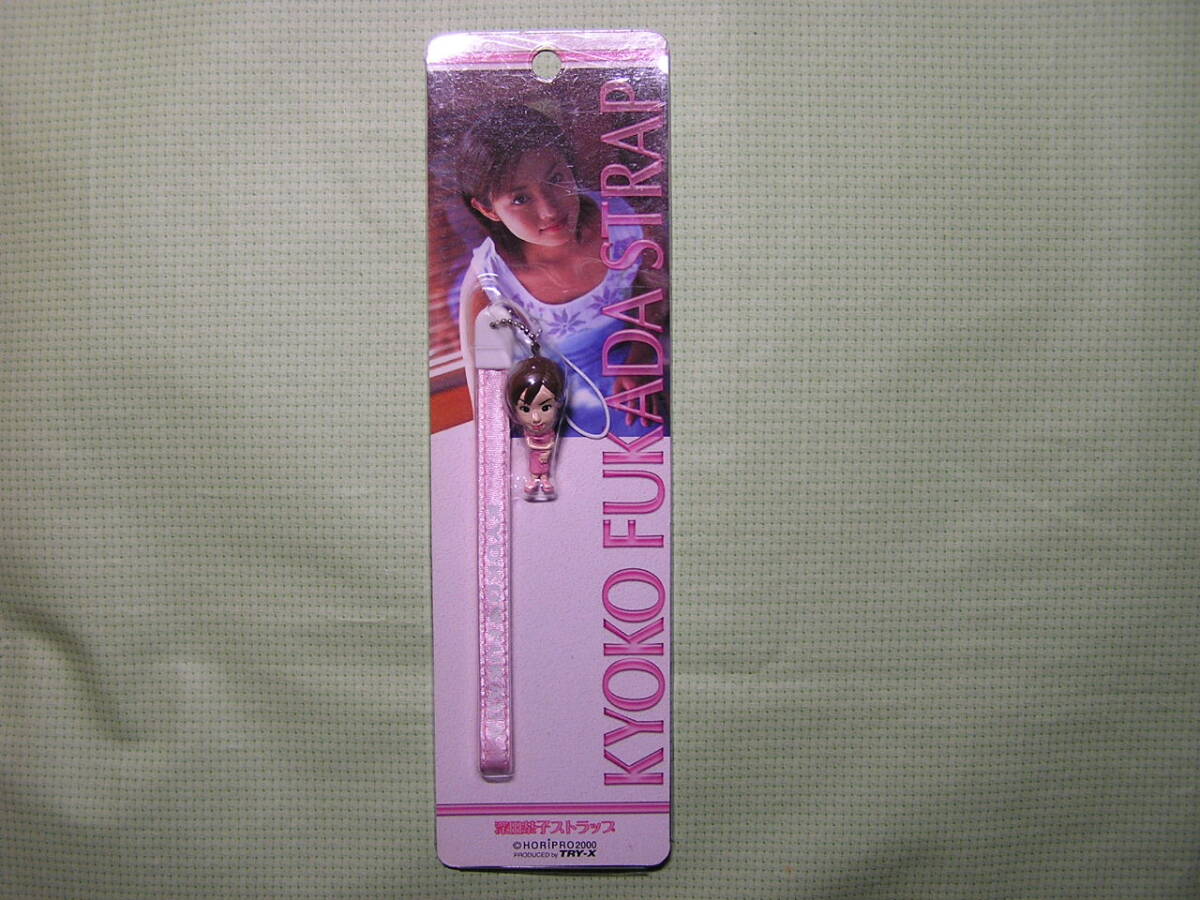 KYOKO FUKADA STRAP
深田恭子ストラップ
©HORiPRO2000
PRODUCED by TRY-X